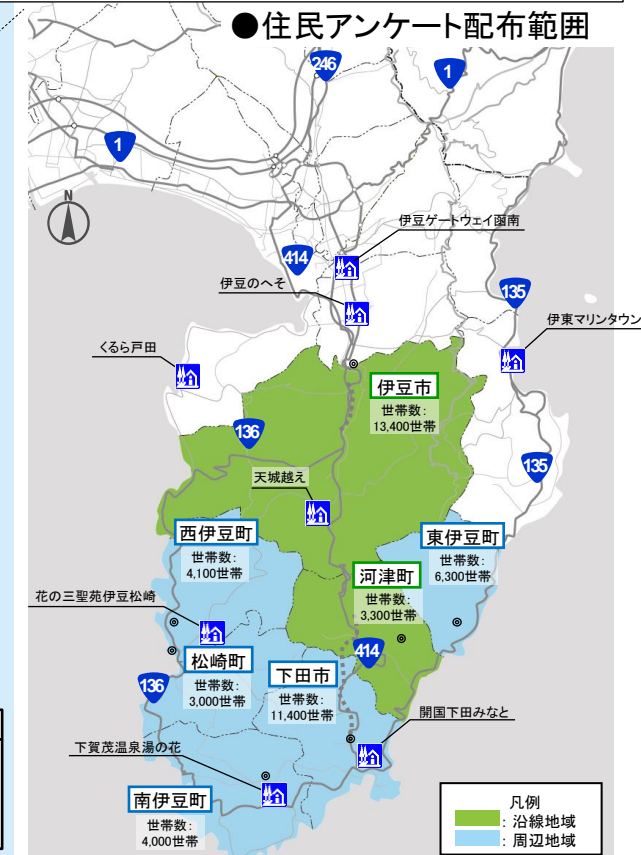 ●住民アンケート配布範囲
246
1
1
N
伊豆ゲートウェイ函南
414
伊豆のへそ
135
伊東マリンタウン
くるら戸田
伊豆市
世帯数：
13,400世帯
136
135
天城越え
西伊豆町
世帯数：
4,100世帯
東伊豆町
世帯数：
6,300世帯
河津町
世帯数：
3,300世帯
花の三聖苑伊豆松崎
414
松崎町
世帯数：
3,000世帯
下田市
世帯数：
11,400世帯
136
開国下田みなと
下賀茂温泉湯の花
南伊豆町
世帯数：
4,000世帯
凡例
：沿線地域
：周辺地域